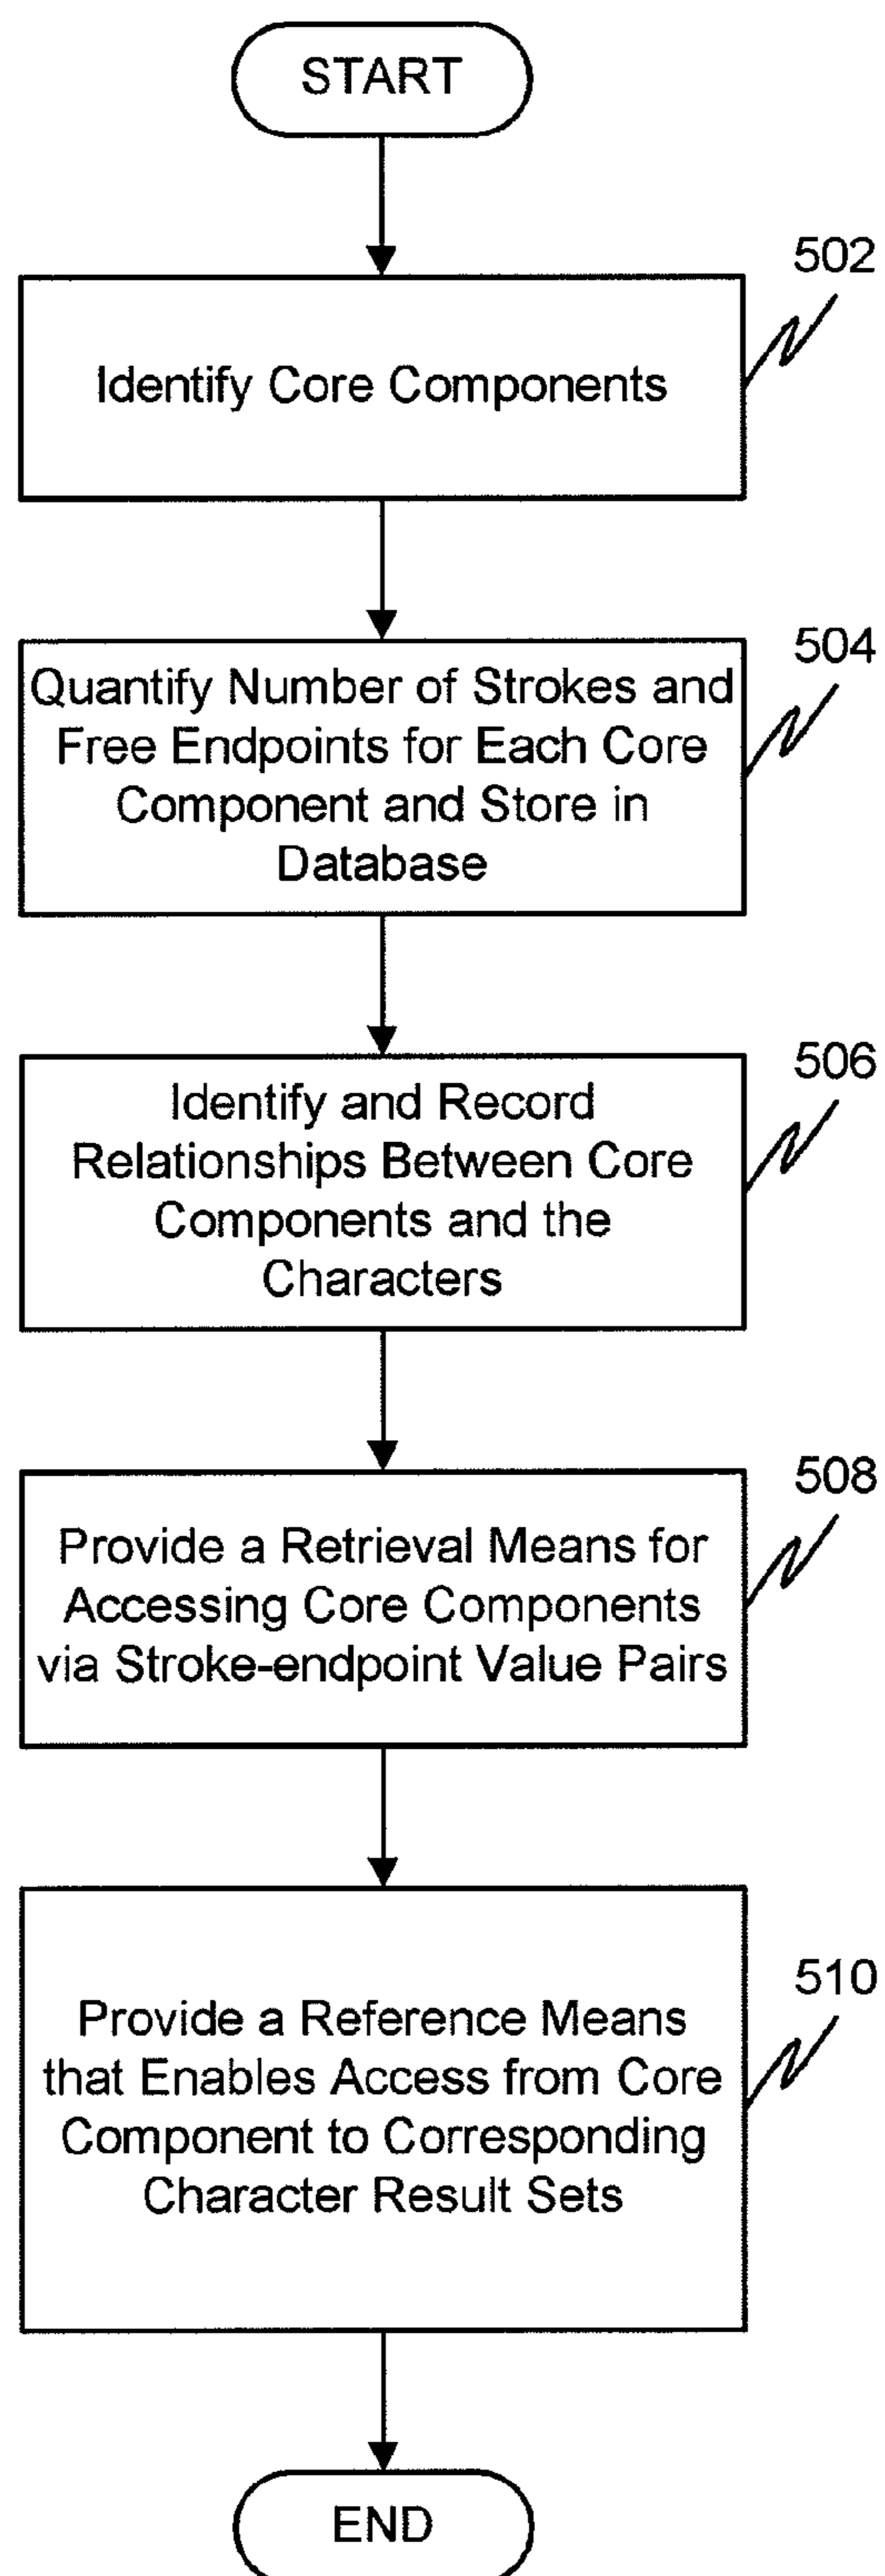 START
502
Identify Core Components
504
Quantify Number of Strokes and
Free Endpoints for Each Core
Component and Store in
Database
506
Identify and Record
Relationships Between Core
Components and the
Characters
508
Provide a Retrieval Means for
Accessing Core Components
via Stroke-endpoint Value Pairs
510
Provide a Reference Means
that Enables Access from Core
Component to Corresponding
Character Result Sets
END